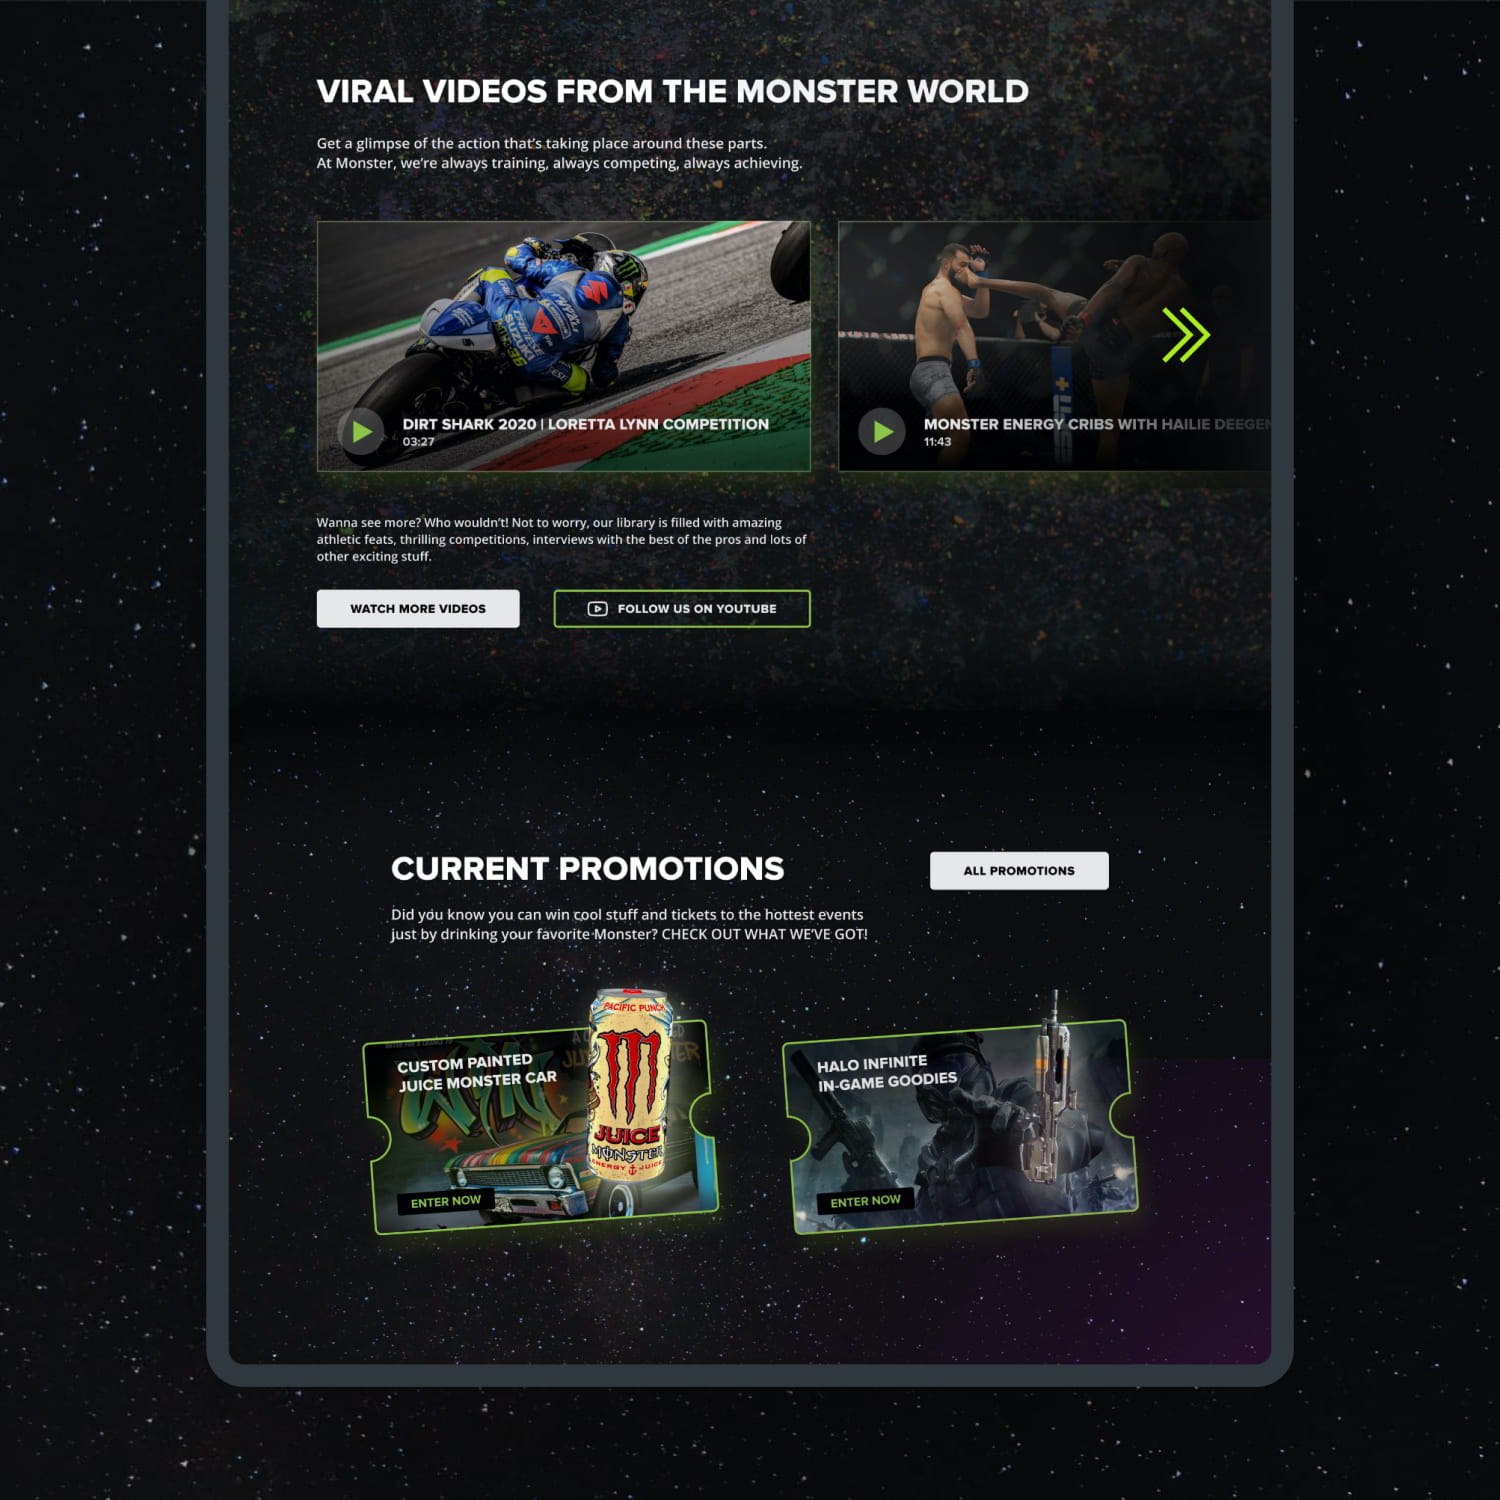 VIRAL VIDEOS FROM THE MONSTER WORLD
Get a glimpse of the action that's taking place around these parts.
At Monster, we're always training, always competing, always achieving.
SUZUKI
DIRT SHARK 2020 | LORETTA LYNN COMPETITION
03:27
MONSTER ENERGY CRIBS WITH HAILIE DEEGEN
11:43
Wanna see more? Who wouldn't! Not to worry, our library is filled with amazing
athletic feats, thrilling competitions, interviews with the best of the pros and lots of
other exciting stuff.
WATCH MORE VIDEOS
FOLLOW US ON YOUTUBE
CURRENT PROMOTIONS
ALL PROMOTIONS
Did you know you can win cool stuff and tickets to the hottest events
just by drinking your favorite Monster? CHECK OUT WHAT WE'VE GOT!
PACIFIC PUNCH
CUSTOM PAINTED
JUICE MONSTER CAR
WIN
JUICE
MONSTER
ENERGY JUICE
ENTER NOW
HALO INFINITE
IN-GAME GOODIES
ENTER NOW